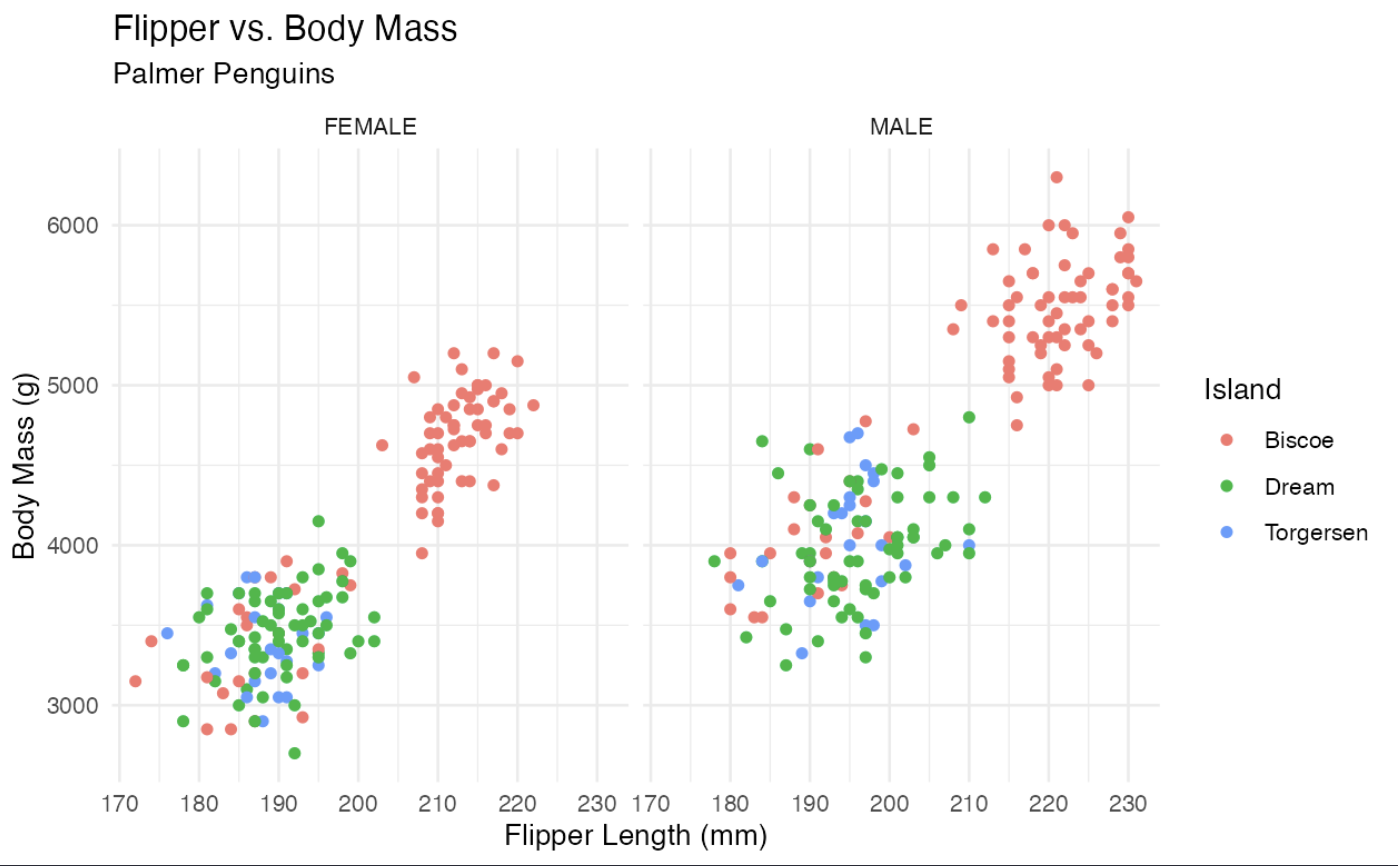 Flipper vs. Body Mass
Palmer Penguins
FEMALE
MALE
Body Mass (g)
6000
5000
4000
3000
170 180 190 200 210 220 230
170 180 190 200 210 220 230
Flipper Length (mm)
Island
Biscoe
Dream
Torgersen